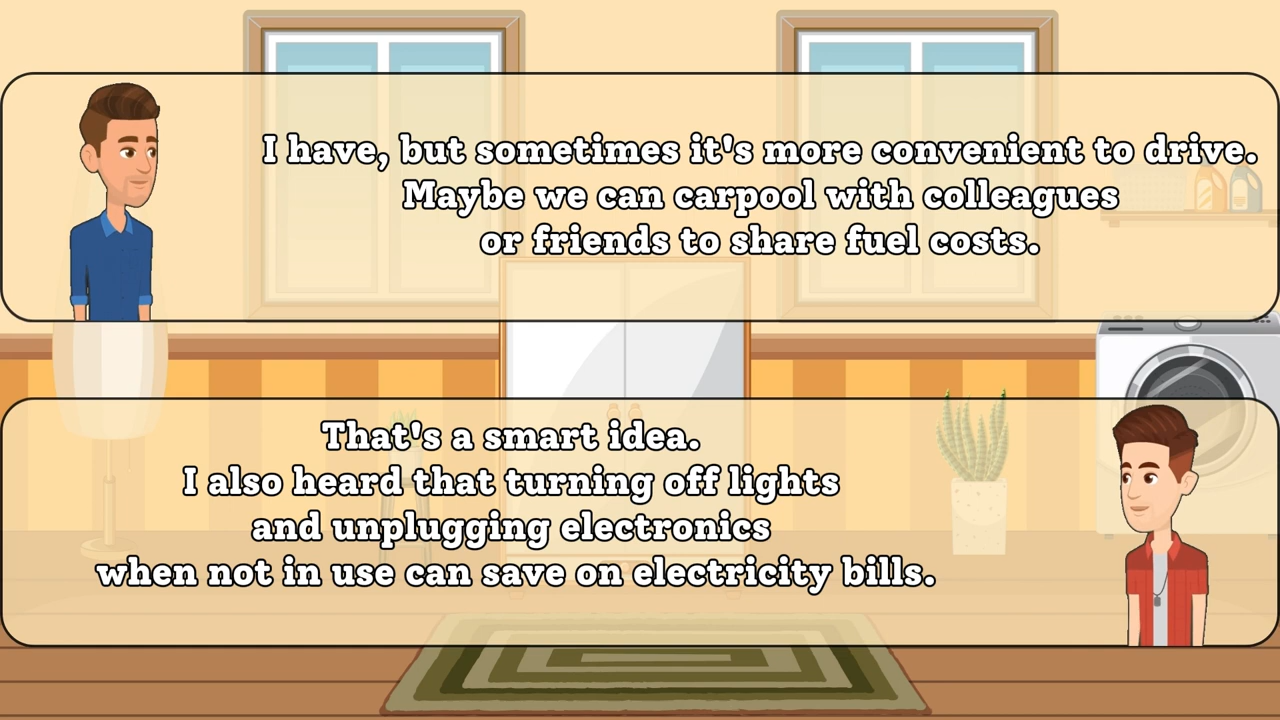 I have, but sometimes it's more convenient to drive.
Maybe we can carpool with colleagues
or friends to share fuel costs.
That's a smart idea.
I also heard that turning off lights
and unplugging electronics
when not in use can save on electricity bills.